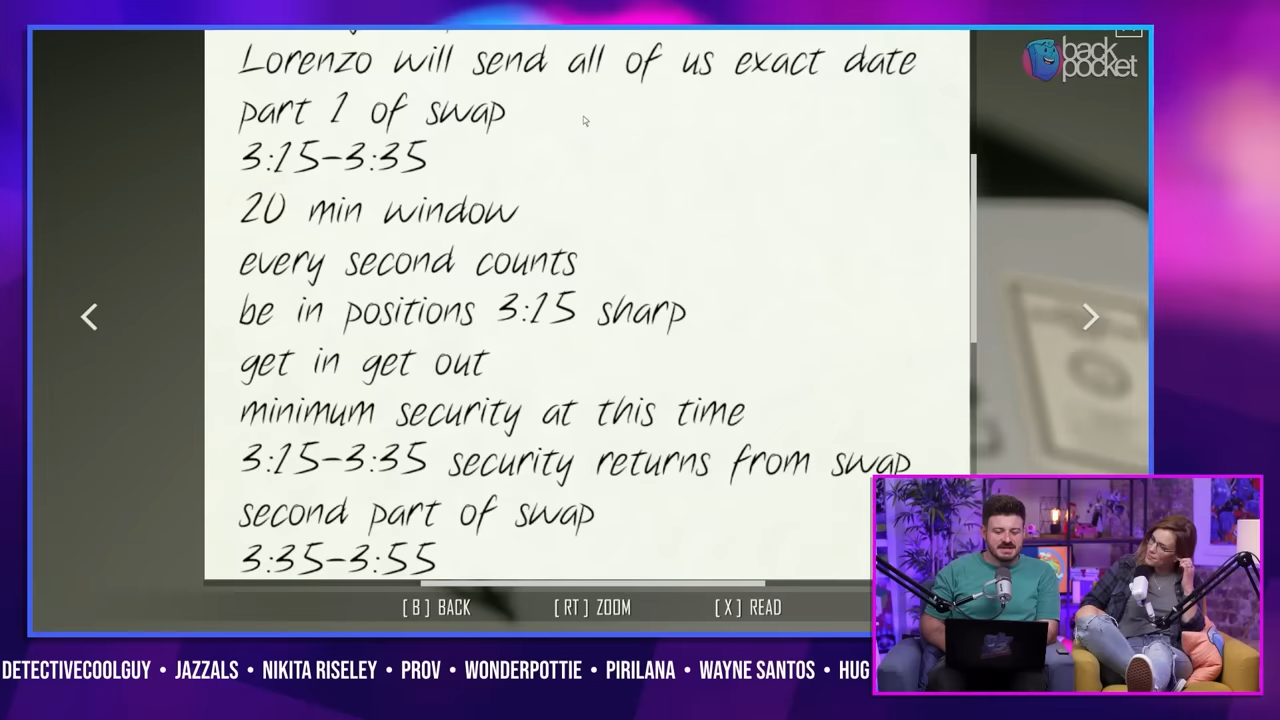 Lorenzo will send all of us exact date
part 1 of swap
3:15-3:35
20 min window
every second counts
be in positions 3:15 sharp
get in get out
minimum security at this time
3:15-3:35 security returns from swap
second part of swap
3:35-3:55
[B] BACK [RT] ZOOM [X] READ
back
pocket
DETECTIVECOOLGUY • JAZZALS • NIKITA RISELEY • PROV • WONDERPOTTIE • PIRILANA • WAYNE SANTOS • HUG